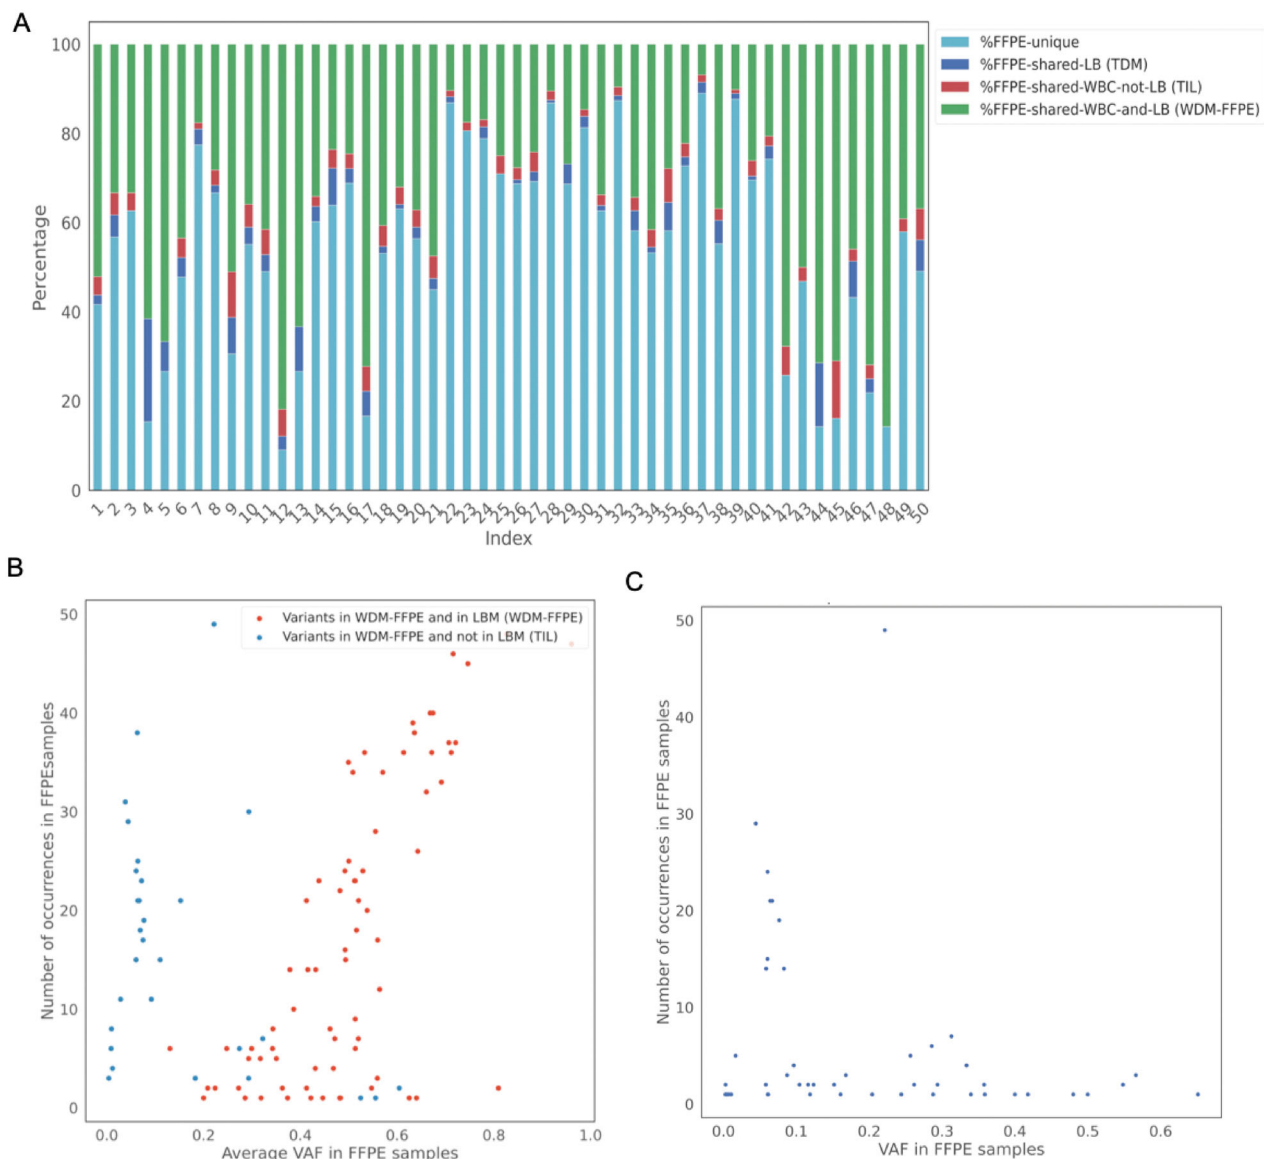 A
100
80
60
40
20
0
Percentage
1 2 3 4 5 6 7 8 9 10 11 12 13 14 15 16 17 18 19 20 21 22 23 24 25 26 27 28 29 30 31 32 33 34 35 36 37 38 39 40 41 42 43 44 45 46 47 48 49 50
Index
%FFPE-unique
%FFPE-shared-LB (TDM)
%FFPE-shared-WBC-not-LB (TIL)
%FFPE-shared-WBC-and-LB (WDM-FFPE)
B
50
40
30
20
10
0
Number of occurrences in FFPEsamples
Variants in WDM-FFPE and in LBM (WDM-FFPE)
Variants in WDM-FFPE and not in LBM (TIL)
0.0 0.2 0.4 0.6 0.8 1.0
Average VAF in FFPE samples
C
50
40
30
20
10
0
Number of occurrences in FFPE samples
0.0 0.1 0.2 0.3 0.4 0.5 0.6
VAF in FFPE samples